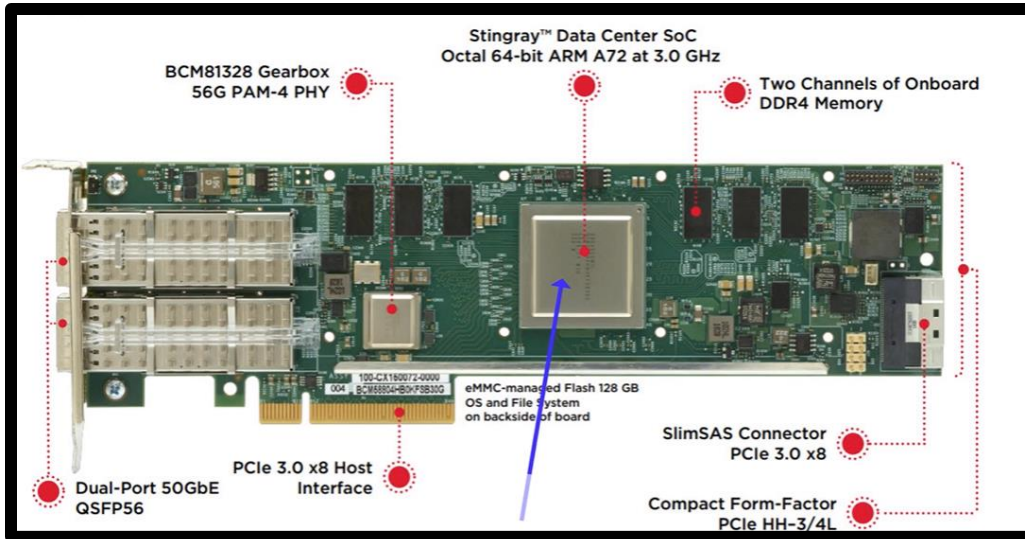 Stingray™ Data Center SoC
Octal 64-bit ARM A72 at 3.0 GHz
BCM81328 Gearbox
56G PAM-4 PHY
Two Channels of Onboard
DDR4 Memory
100-CX160072-0000
004 BCM58804HB0KFSB30G
eMMC-managed Flash 128 GB
OS and File System
on backside of board
SlimSAS Connector
PCIe 3.0 x8
PCIe 3.0 x8 Host
Interface
Dual-Port 50GbE
QSFP56
Compact Form-Factor
PCIe HH-3/4L